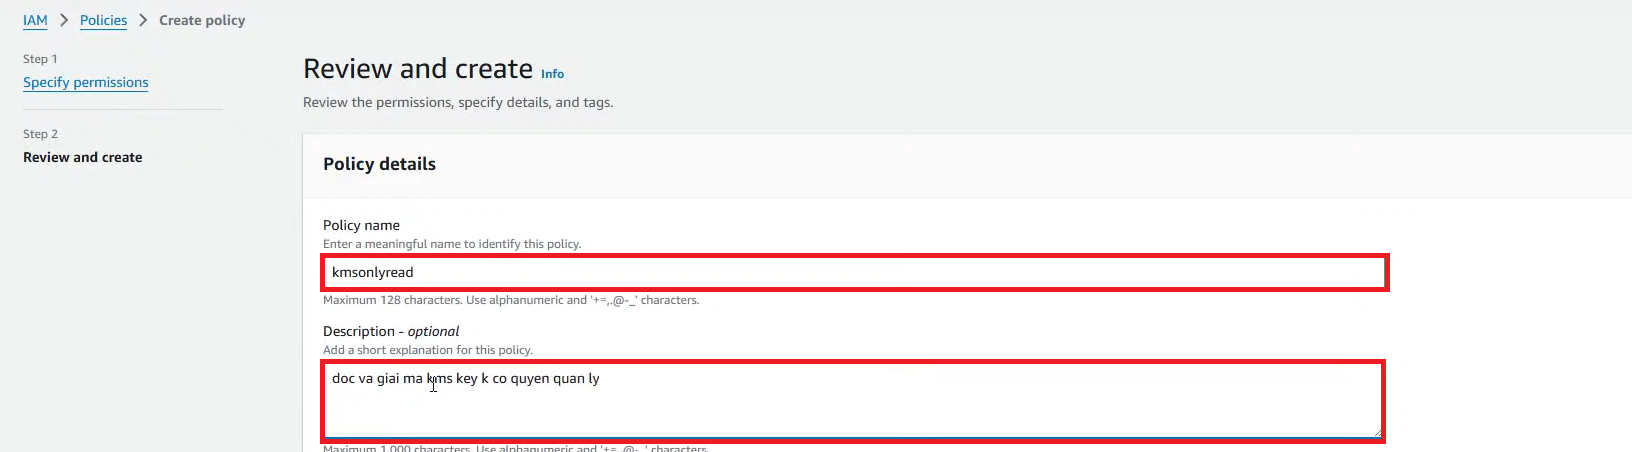 IAM > Policies > Create policy
Step 1
Specify permissions
Step 2
Review and create
Review and create Info
Review the permissions, specify details, and tags.
Policy details
Policy name
Enter a meaningful name to identify this policy.
kmsonlyread
Maximum 128 characters. Use alphanumeric and '+=,.@-_' characters.
Description - optional
Add a short explanation for this policy.
doc va giai ma kms key k co quyen quan ly
Maximum 1,000 characters. Use alphanumeric and '+=,.@-_' characters.